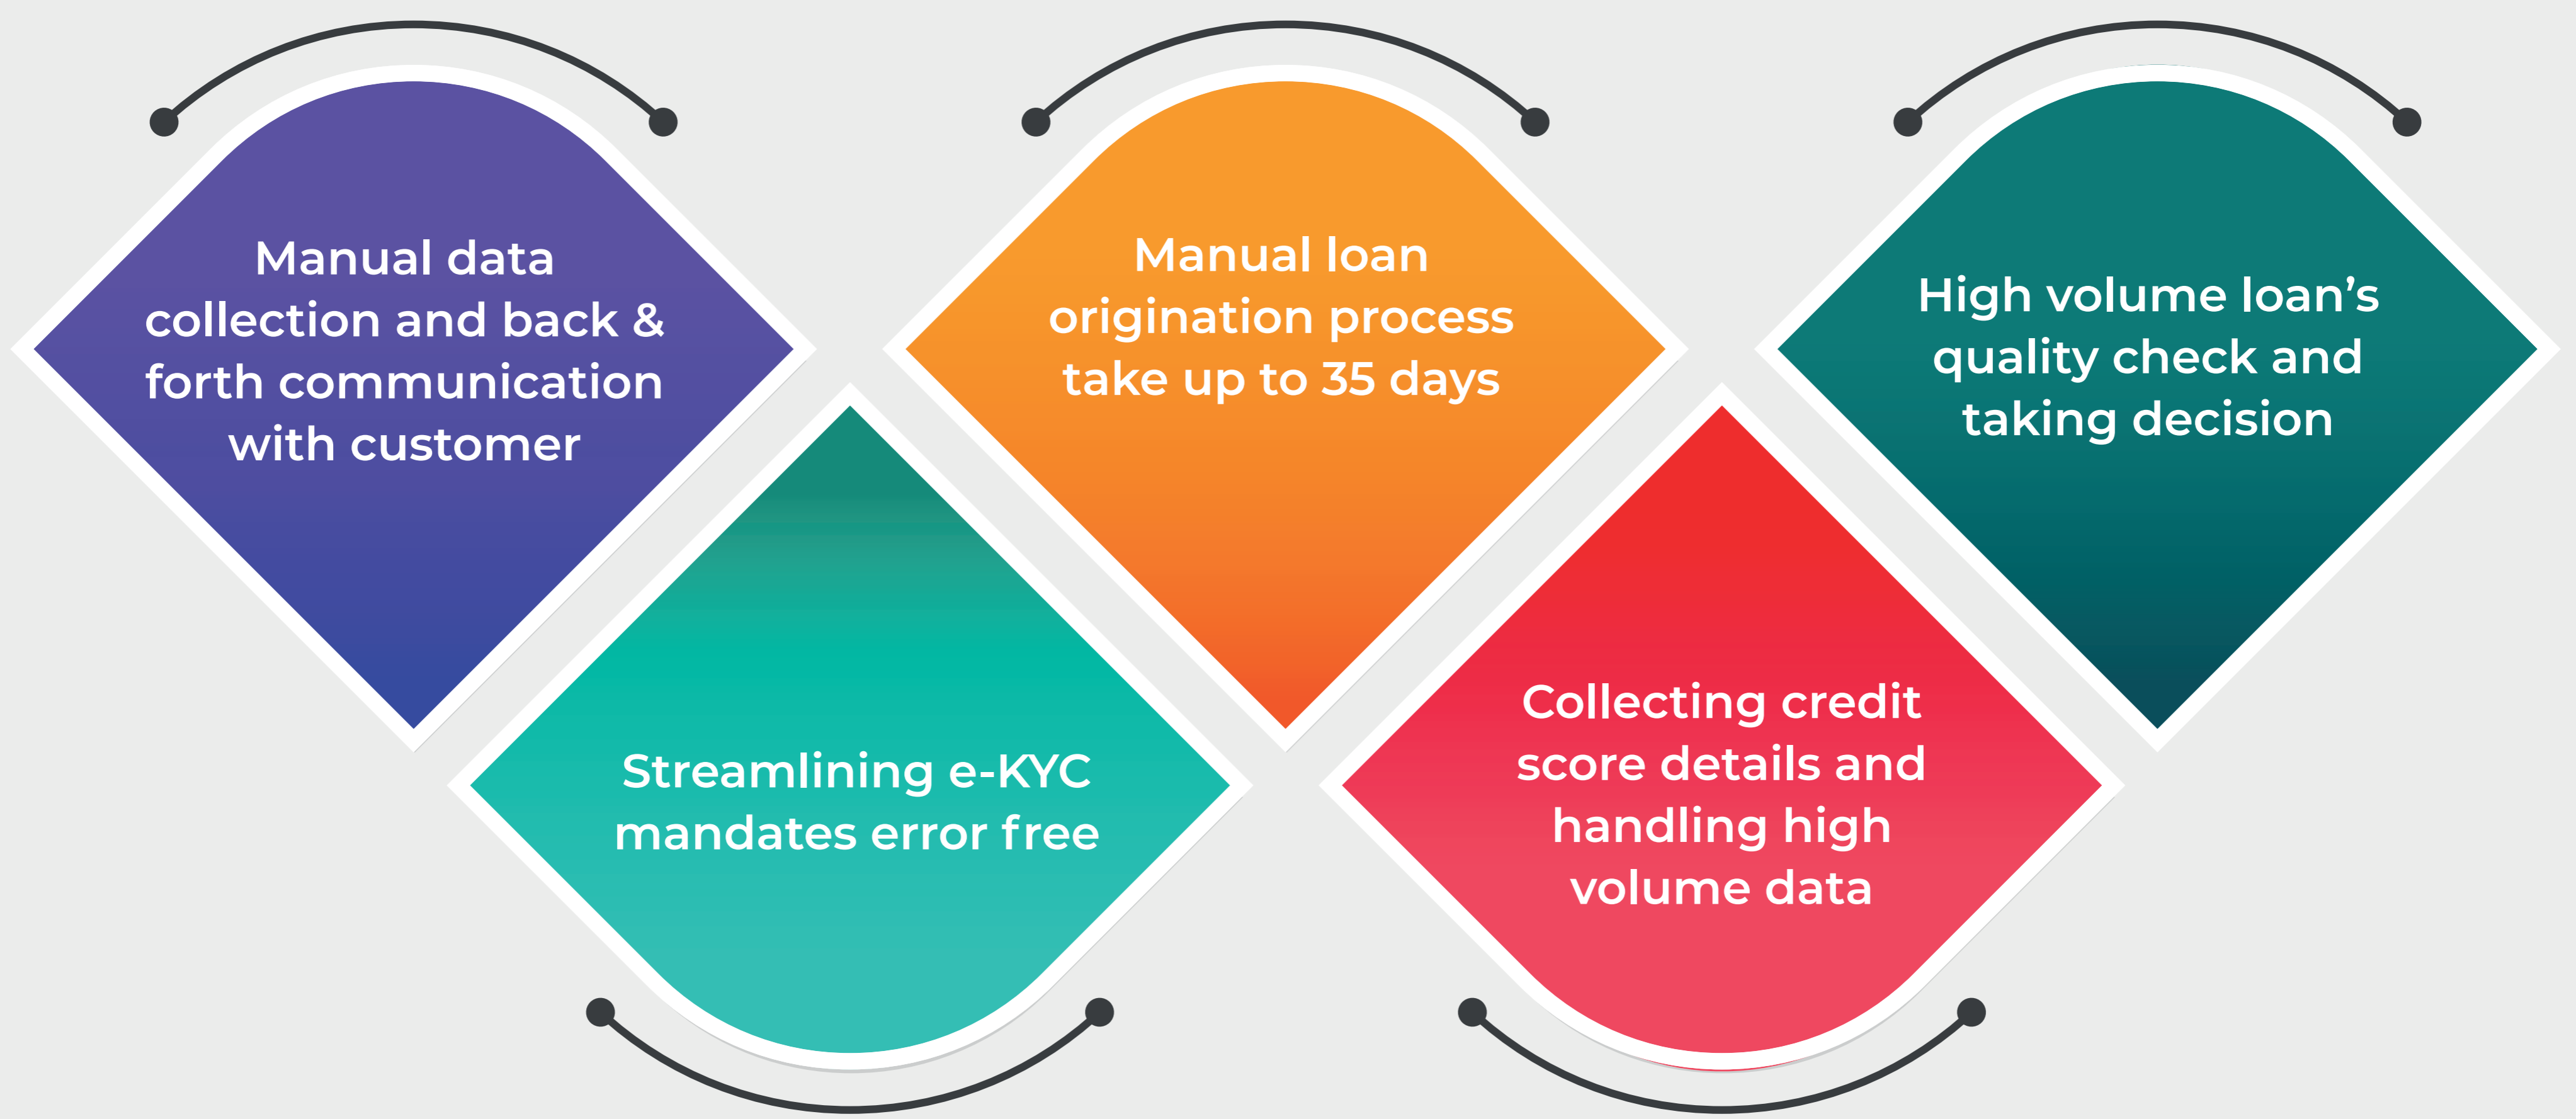 Manual data
collection and back &
forth communication
with customer
Streamlining e-KYC
mandates error free
Manual loan
origination process
take up to 35 days
Collecting credit
score details and
handling high
volume data
High volume loan’s
quality check and
taking decision